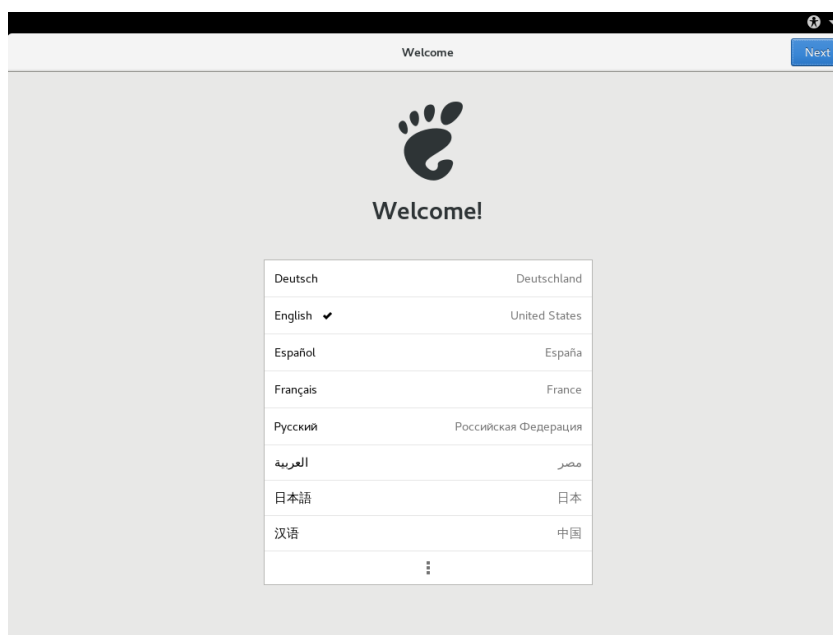 Welcome
Next
Welcome!
Deutsch Deutschland
English United States
Español España
Français France
Русский Российская Федерация
العربية مصر
日本語 日本
汉语 中国